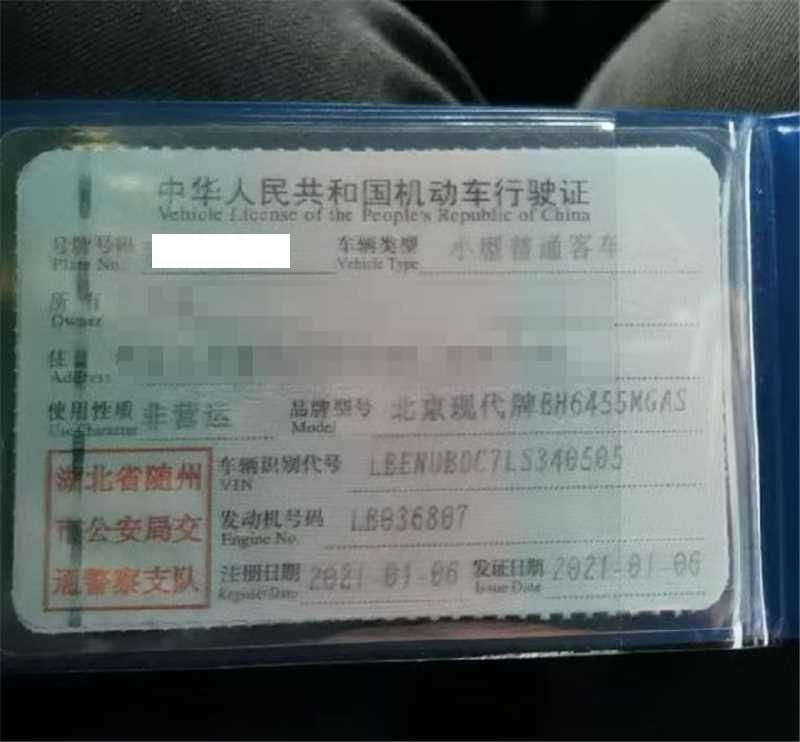 中华人民共和国机动车行驶证
Vehicle License of the People's Republic of China
号牌号码 车辆类型 小型普通客车
Plate No. Vehicle Type
所有
Owner
住
Address
使用性质 非营运 品牌型号 北京现代牌BH6455MGAS
Use Character Model
湖北省随州
市公安局交
通警察支队
车辆识别代号 LBENUBDC7LS340505
VIN
发动机号码 LB036807
Engine No.
注册日期 2021-01-06 发证日期 2021-01-06
Register Date Issue Date